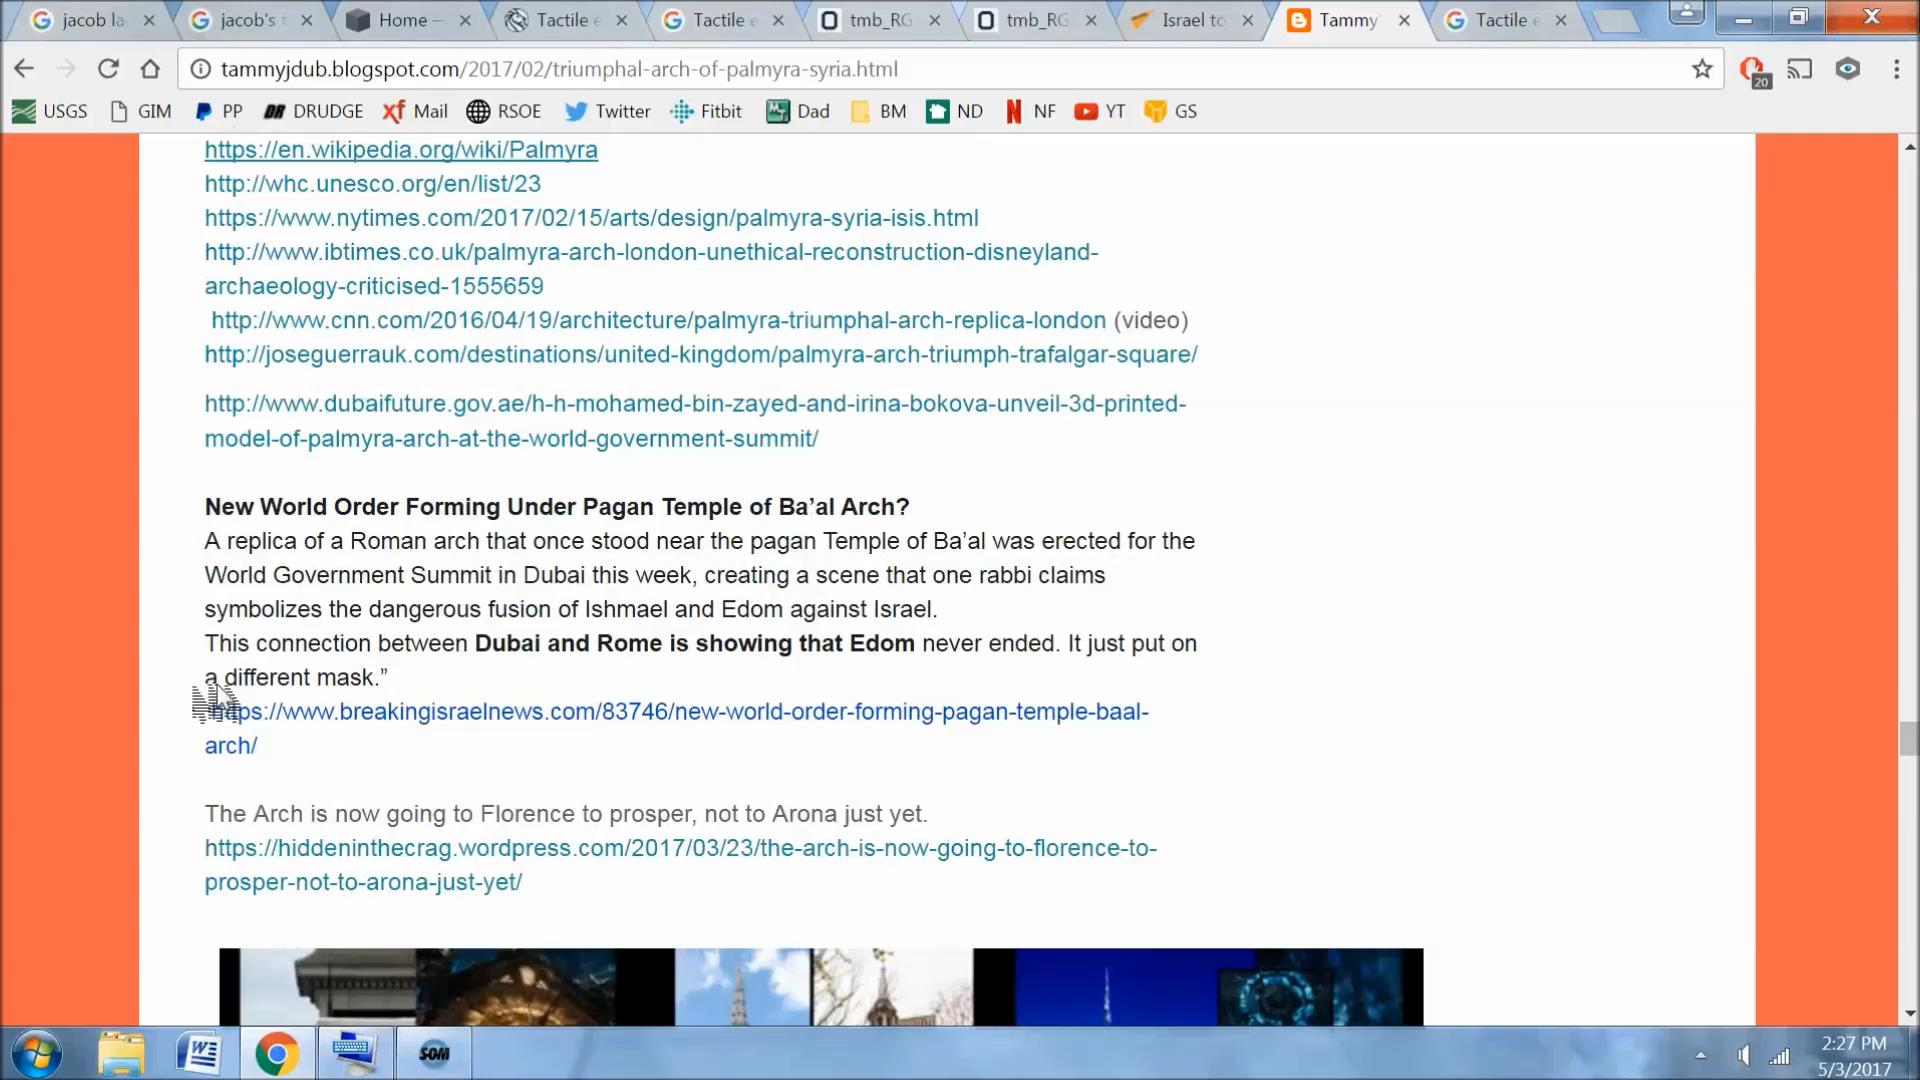 jacob la
jacob's t
Home —
Tactile e
Tactile e
tmb_RG
tmb_RG
Israel to
Tammy
Tactile e
tammyjdub.blogspot.com/2017/02/triumphal-arch-of-palmyra-syria.html
20
USGS GIM PP DRUDGE Mail RSOE Twitter Fitbit Dad BM ND NF YT GS
https://en.wikipedia.org/wiki/Palmyra
http://whc.unesco.org/en/list/23
https://www.nytimes.com/2017/02/15/arts/design/palmyra-syria-isis.html
http://www.ibtimes.co.uk/palmyra-arch-london-unethical-reconstruction-disneyland-
archaeology-criticised-1555659
http://www.cnn.com/2016/04/19/architecture/palmyra-triumphal-arch-replica-london (video)
http://joseguerrauk.com/destinations/united-kingdom/palmyra-arch-triumph-trafalgar-square/
http://www.dubaifuture.gov.ae/h-h-mohamed-bin-zayed-and-irina-bokova-unveil-3d-printed-
model-of-palmyra-arch-at-the-world-government-summit/
New World Order Forming Under Pagan Temple of Ba’al Arch?
A replica of a Roman arch that once stood near the pagan Temple of Ba’al was erected for the
World Government Summit in Dubai this week, creating a scene that one rabbi claims
symbolizes the dangerous fusion of Ishmael and Edom against Israel.
This connection between Dubai and Rome is showing that Edom never ended. It just put on
a different mask.”
https://www.breakingisraelnews.com/83746/new-world-order-forming-pagan-temple-baal-
arch/
The Arch is now going to Florence to prosper, not to Arona just yet.
https://hiddeninthecrag.wordpress.com/2017/03/23/the-arch-is-now-going-to-florence-to-
prosper-not-to-arona-just-yet/
SOM
2:27 PM
5/3/2017